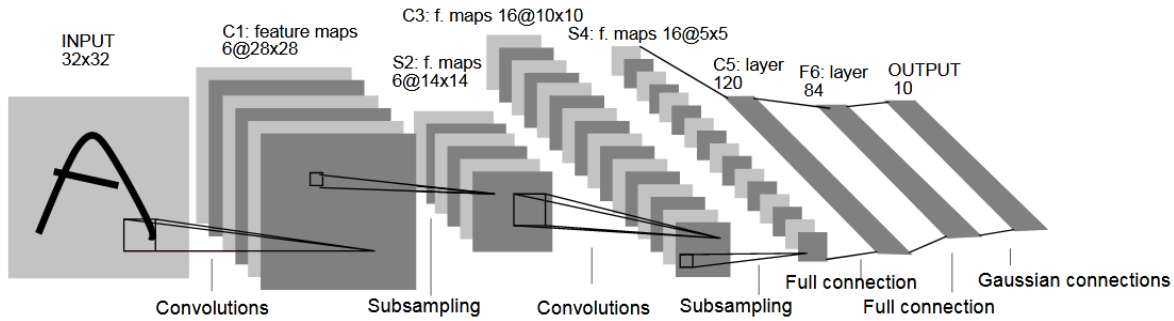 INPUT
32x32
C1: feature maps
6@28x28
S2: f. maps
6@14x14
C3: f. maps 16@10x10
S4: f. maps 16@5x5
C5: layer
120
F6: layer
84
OUTPUT
10
Convolutions
Subsampling
Convolutions
Subsampling
Full connection
Full connection
Gaussian connections